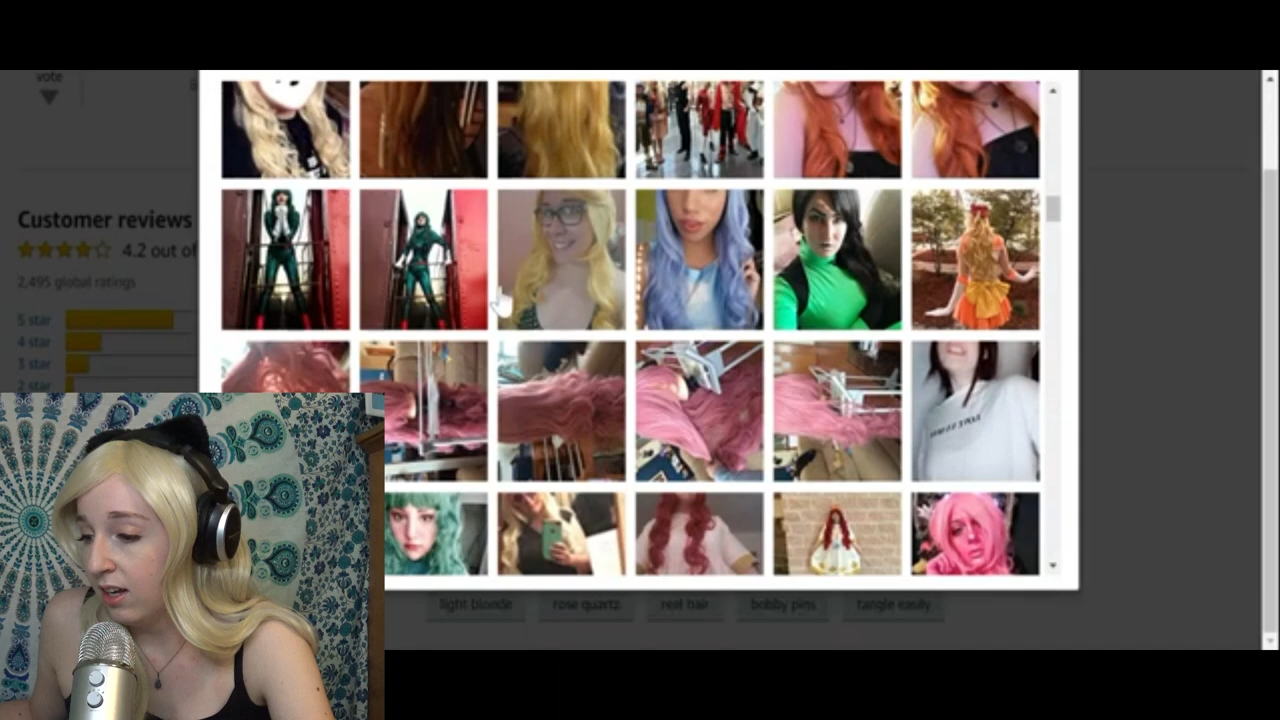 vote
Customer reviews
4.2 out of
2,495 global ratings
5 star
4 star
3 star
2 star
light blonde
rose quartz
real hair
bobby pins
tangle easily